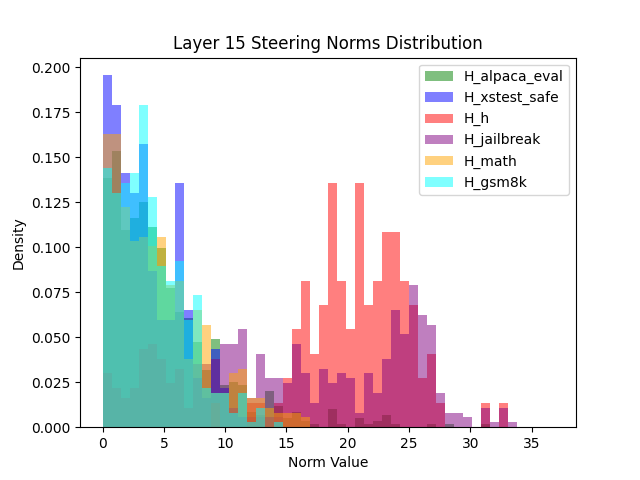 Layer 15 Steering Norms Distribution
0.200
0.175
0.150
0.125
0.100
0.075
0.050
0.025
0.000
Density
H_alpaca_eval
H_xstest_safe
H_h
H_jailbreak
H_math
H_gsm8k
0 5 10 15 20 25 30 35
Norm Value